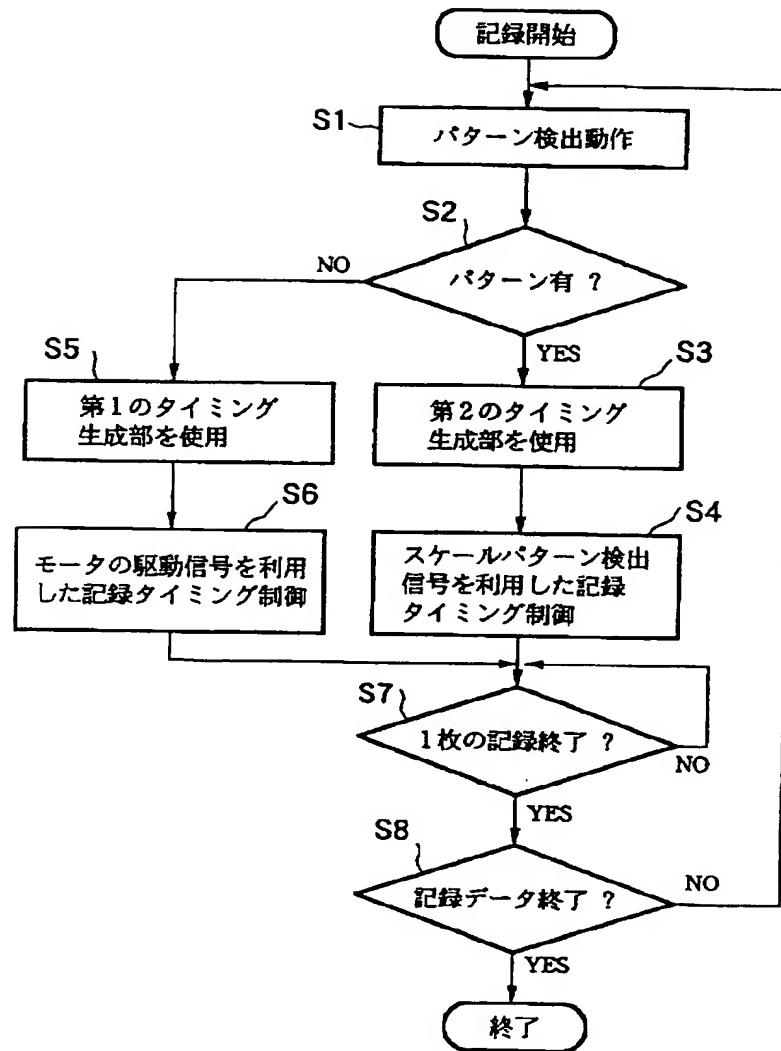 記録開始
S1
パターン検出動作
S2
パターン有 ?
NO
YES
S5
第1のタイミング
生成部を使用
S3
第2のタイミング
生成部を使用
S6
モータの駆動信号を利用
した記録タイミング制御
S4
スケールパターン検出
信号を利用した記録
タイミング制御
S7
1枚の記録終了 ?
NO
YES
S8
記録データ終了 ?
NO
YES
終了